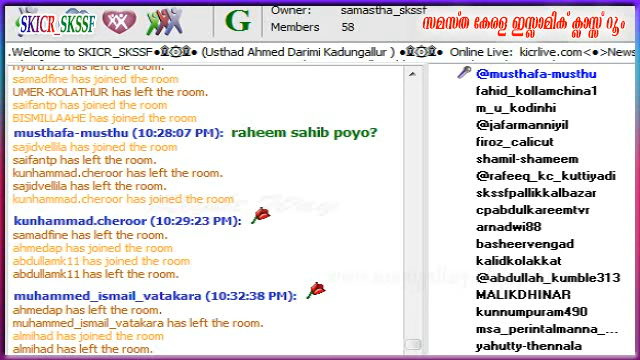 SKICR_SKSSF
G
Owner: samastha_skssf
Members 58
സമസ്ത കേരള ഇസ്ലാമിക് ക്ലാസ്സ് റൂം
.Welcome to SKICR_SKSSF (Usthad Ahmed Darimi Kadungallur ) Online Live: kicrlive.com<●>News
has left the room.
samadfine has joined the room
UMER-KOLATHUR has left the room.
saifantp has joined the room
BISMILLAAHE has joined the room
musthafa-musthu (10:28:07 PM): raheem sahib poyo?
sajidvellila has joined the room
saifantp has left the room.
kunhammad.cheroor has left the room.
sajidvellila has left the room.
kunhammad.cheroor has joined the room
kunhammad.cheroor (10:29:23 PM):
samadfine has left the room.
ahmedap has joined the room
abdullamk11 has joined the room
abdullamk11 has left the room.
muhammed_ismail_vatakara (10:32:38 PM):
ahmedap has left the room.
muhammed_ismail_vatakara has left the room.
almihad has joined the room
almihad has left the room.
@musthafa-musthu
fahid_kollamchina1
m_u_kodinhi
@jafarmanniyil
firoz_calicut
shamil-shameem
@rafeeq_kc_kuttiyadi
skssfpallikkalbazar
cpabdulkareemtvr
arnadwi88
basheervengad
kalidkolakkat
@abdullah_kumble313
MALIKDHINAR
kunnumpuram490
msa_perintalmanna_...
yahutty-thennala